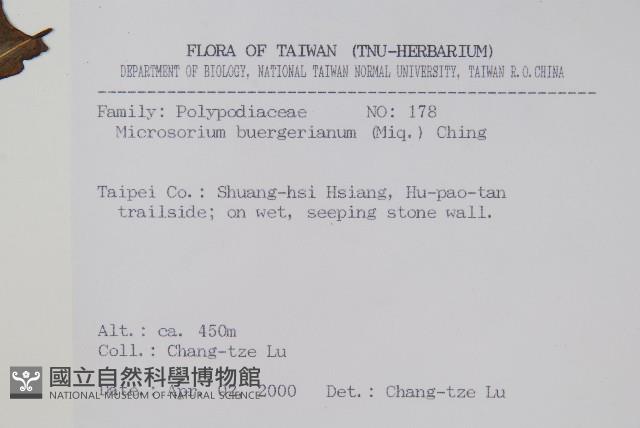 FLORA OF TAIWAN (TNU-HERBARIUM)
DEPARTMENT OF BIOLOGY, NATIONAL TAIWAN NORMAL UNIVERSITY, TAIWAN R.O.CHINA
Family: Polypodiaceae NO: 178
Microsorium buergerianum (Miq.) Ching
Taipei Co.: Shuang-hsi Hsiang, Hu-pao-tan
trailside; on wet, seeping stone wall.
Alt.: ca. 450m
Coll.: Chang-tze Lu
國立自然科學博物館
NATIONAL MUSEUM OF NATURAL SCIENCE
Date.: Apr. 02, 2000 Det.: Chang-tze Lu